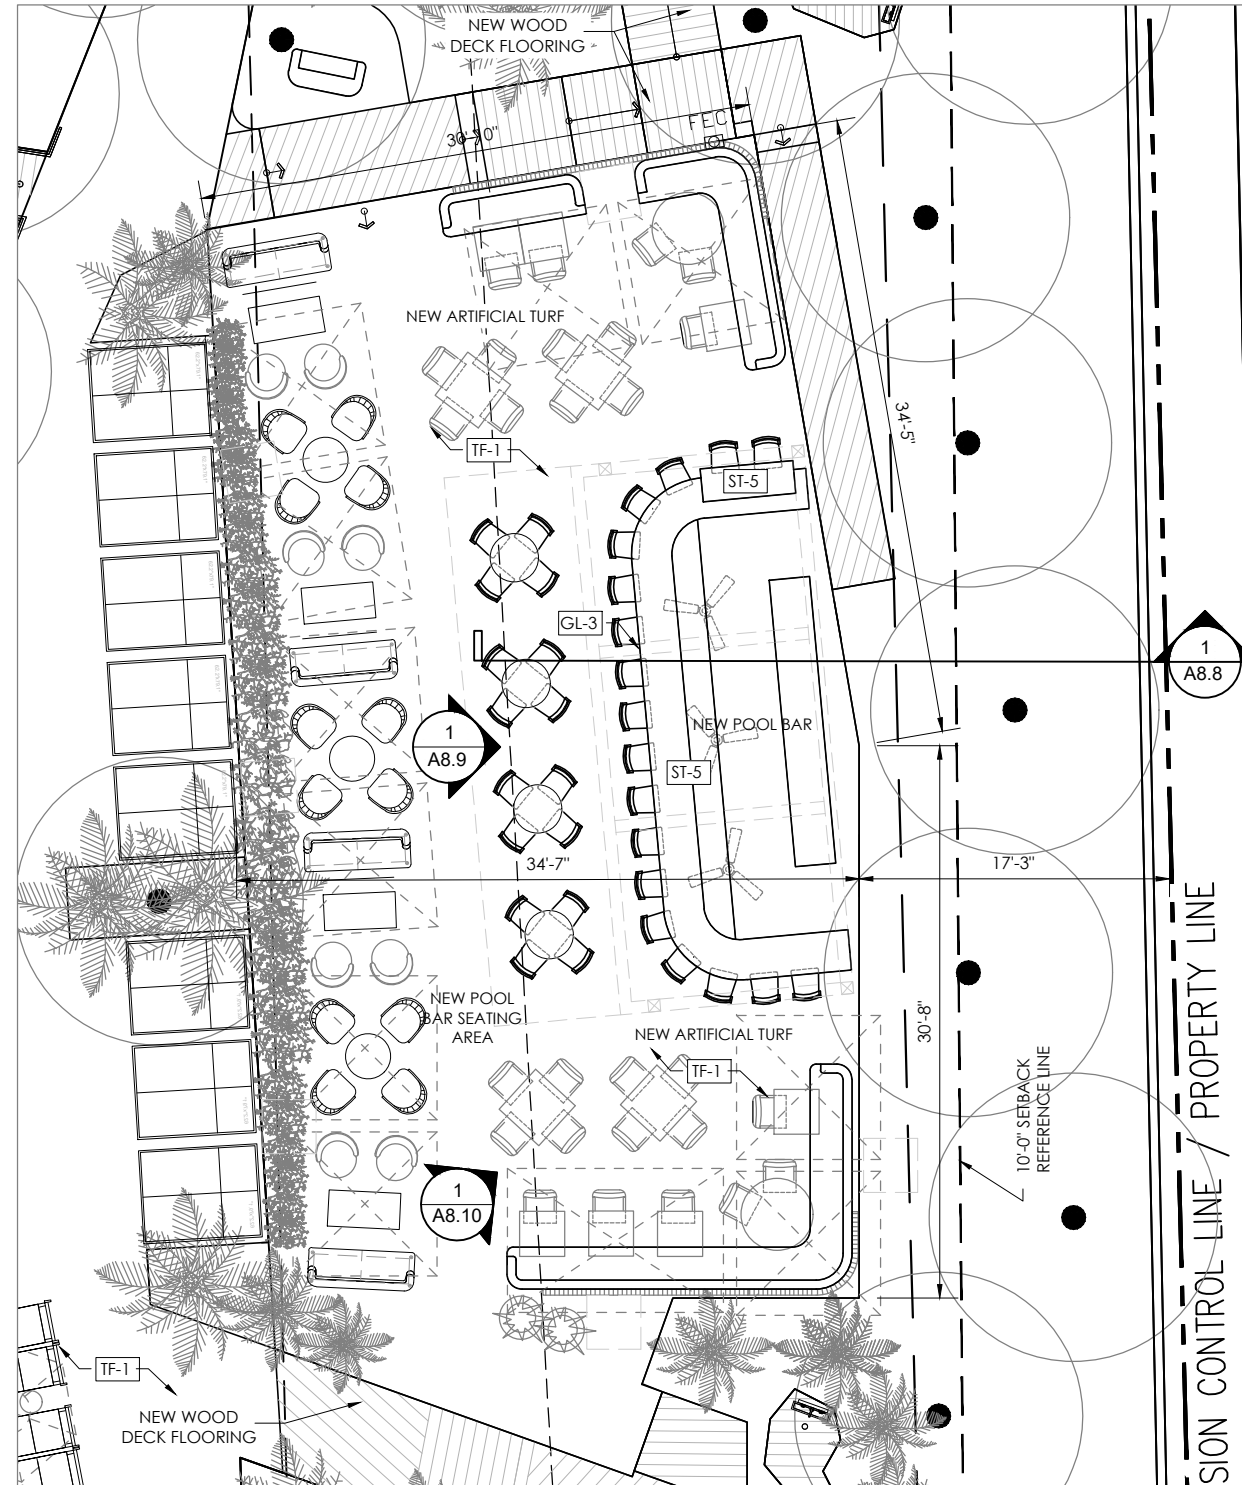 NEW WOOD
DECK FLOORING
FEC
NEW ARTIFICIAL TURF
34'-5"
TF-1
ST-5
GL-3
1
A8.8
NEW POOL BAR
1
A8.9
ST-5
34'-7"
17'-3"
NEW POOL
BAR SEATING
AREA
NEW ARTIFICIAL TURF
30'-8"
TF-1
10'-0" SETBACK
REFERENCE LINE
1
A8.10
SION CONTROL LINE / PROPERTY LINE
TF-1
NEW WOOD
DECK FLOORING